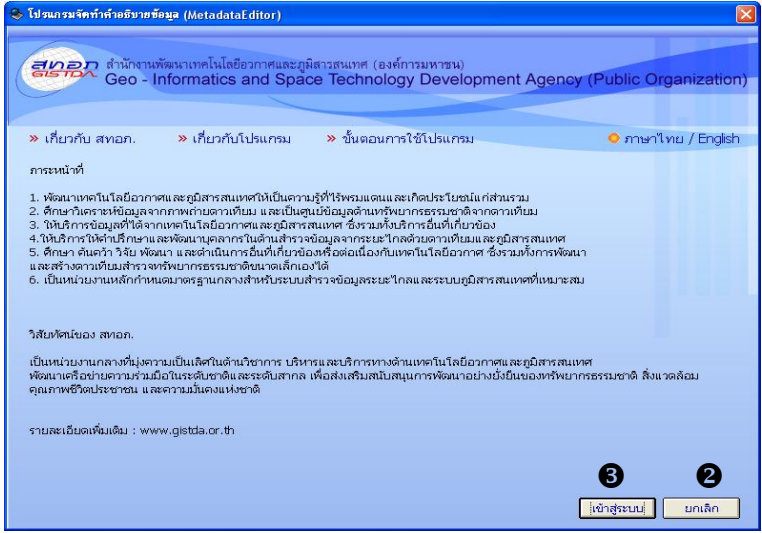 โปรแกรมจัดทำคำอธิบายข้อมูล (MetadataEditor)
สทอภ สำนักงานพัฒนาเทคโนโลยีอวกาศและภูมิสารสนเทศ (องค์การมหาชน)
GISTDA Geo - Informatics and Space Technology Development Agency (Public Organization)
» เกี่ยวกับ สทอภ. » เกี่ยวกับโปรแกรม » ขั้นตอนการใช้โปรแกรม ภาษาไทย / English
ภาระหน้าที่
1. พัฒนาเทคโนโลยีอวกาศและภูมิสารสนเทศให้เป็นความรู้ที่ไร้พรมแดนและเกิดประโยชน์แก่ส่วนรวม
2. ศึกษาวิเคราะห์ข้อมูลจากภาพถ่ายดาวเทียม และเป็นศูนย์ข้อมูลด้านทรัพยากรธรรมชาติจากดาวเทียม
3. ให้บริการข้อมูลที่ได้จากเทคโนโลยีอวกาศและภูมิสารสนเทศ ซึ่งรวมทั้งบริการอื่นที่เกี่ยวข้อง
4.ให้บริการให้คำปรึกษาและพัฒนาบุคลากรในด้านสำรวจข้อมูลจากระยะไกลด้วยดาวเทียมและภูมิสารสนเทศ
5. ศึกษา ค้นคว้า วิจัย พัฒนา และดำเนินการอื่นที่เกี่ยวข้องหรือต่อเนื่องกับเทคโนโลยีอวกาศ ซึ่งรวมทั้งการพัฒนา
และสร้างดาวเทียมสำรวจทรัพยากรธรรมชาติขนาดเล็กเองได้
6. เป็นหน่วยงานหลักกำหนดมาตรฐานกลางสำหรับระบบสำรวจข้อมูลระยะไกลและระบบภูมิสารสนเทศที่เหมาะสม
วิสัยทัศน์ของ สทอภ.
เป็นหน่วยงานกลางที่มุ่งความเป็นเลิศในด้านวิชาการ บริหารและบริการทางด้านเทคโนโลยีอวกาศและภูมิสารสนเทศ
พัฒนาเครือข่ายความร่วมมือในระดับชาติและระดับสากล เพื่อส่งเสริมสนับสนุนการพัฒนาอย่างยั่งยืนของทรัพยากรธรรมชาติ สิ่งแวดล้อม
คุณภาพชีวิตประชาชน และความมั่นคงแห่งชาติ
รายละเอียดเพิ่มเติม : www.gistda.or.th
❸ ❷
เข้าสู่ระบบ ยกเลิก